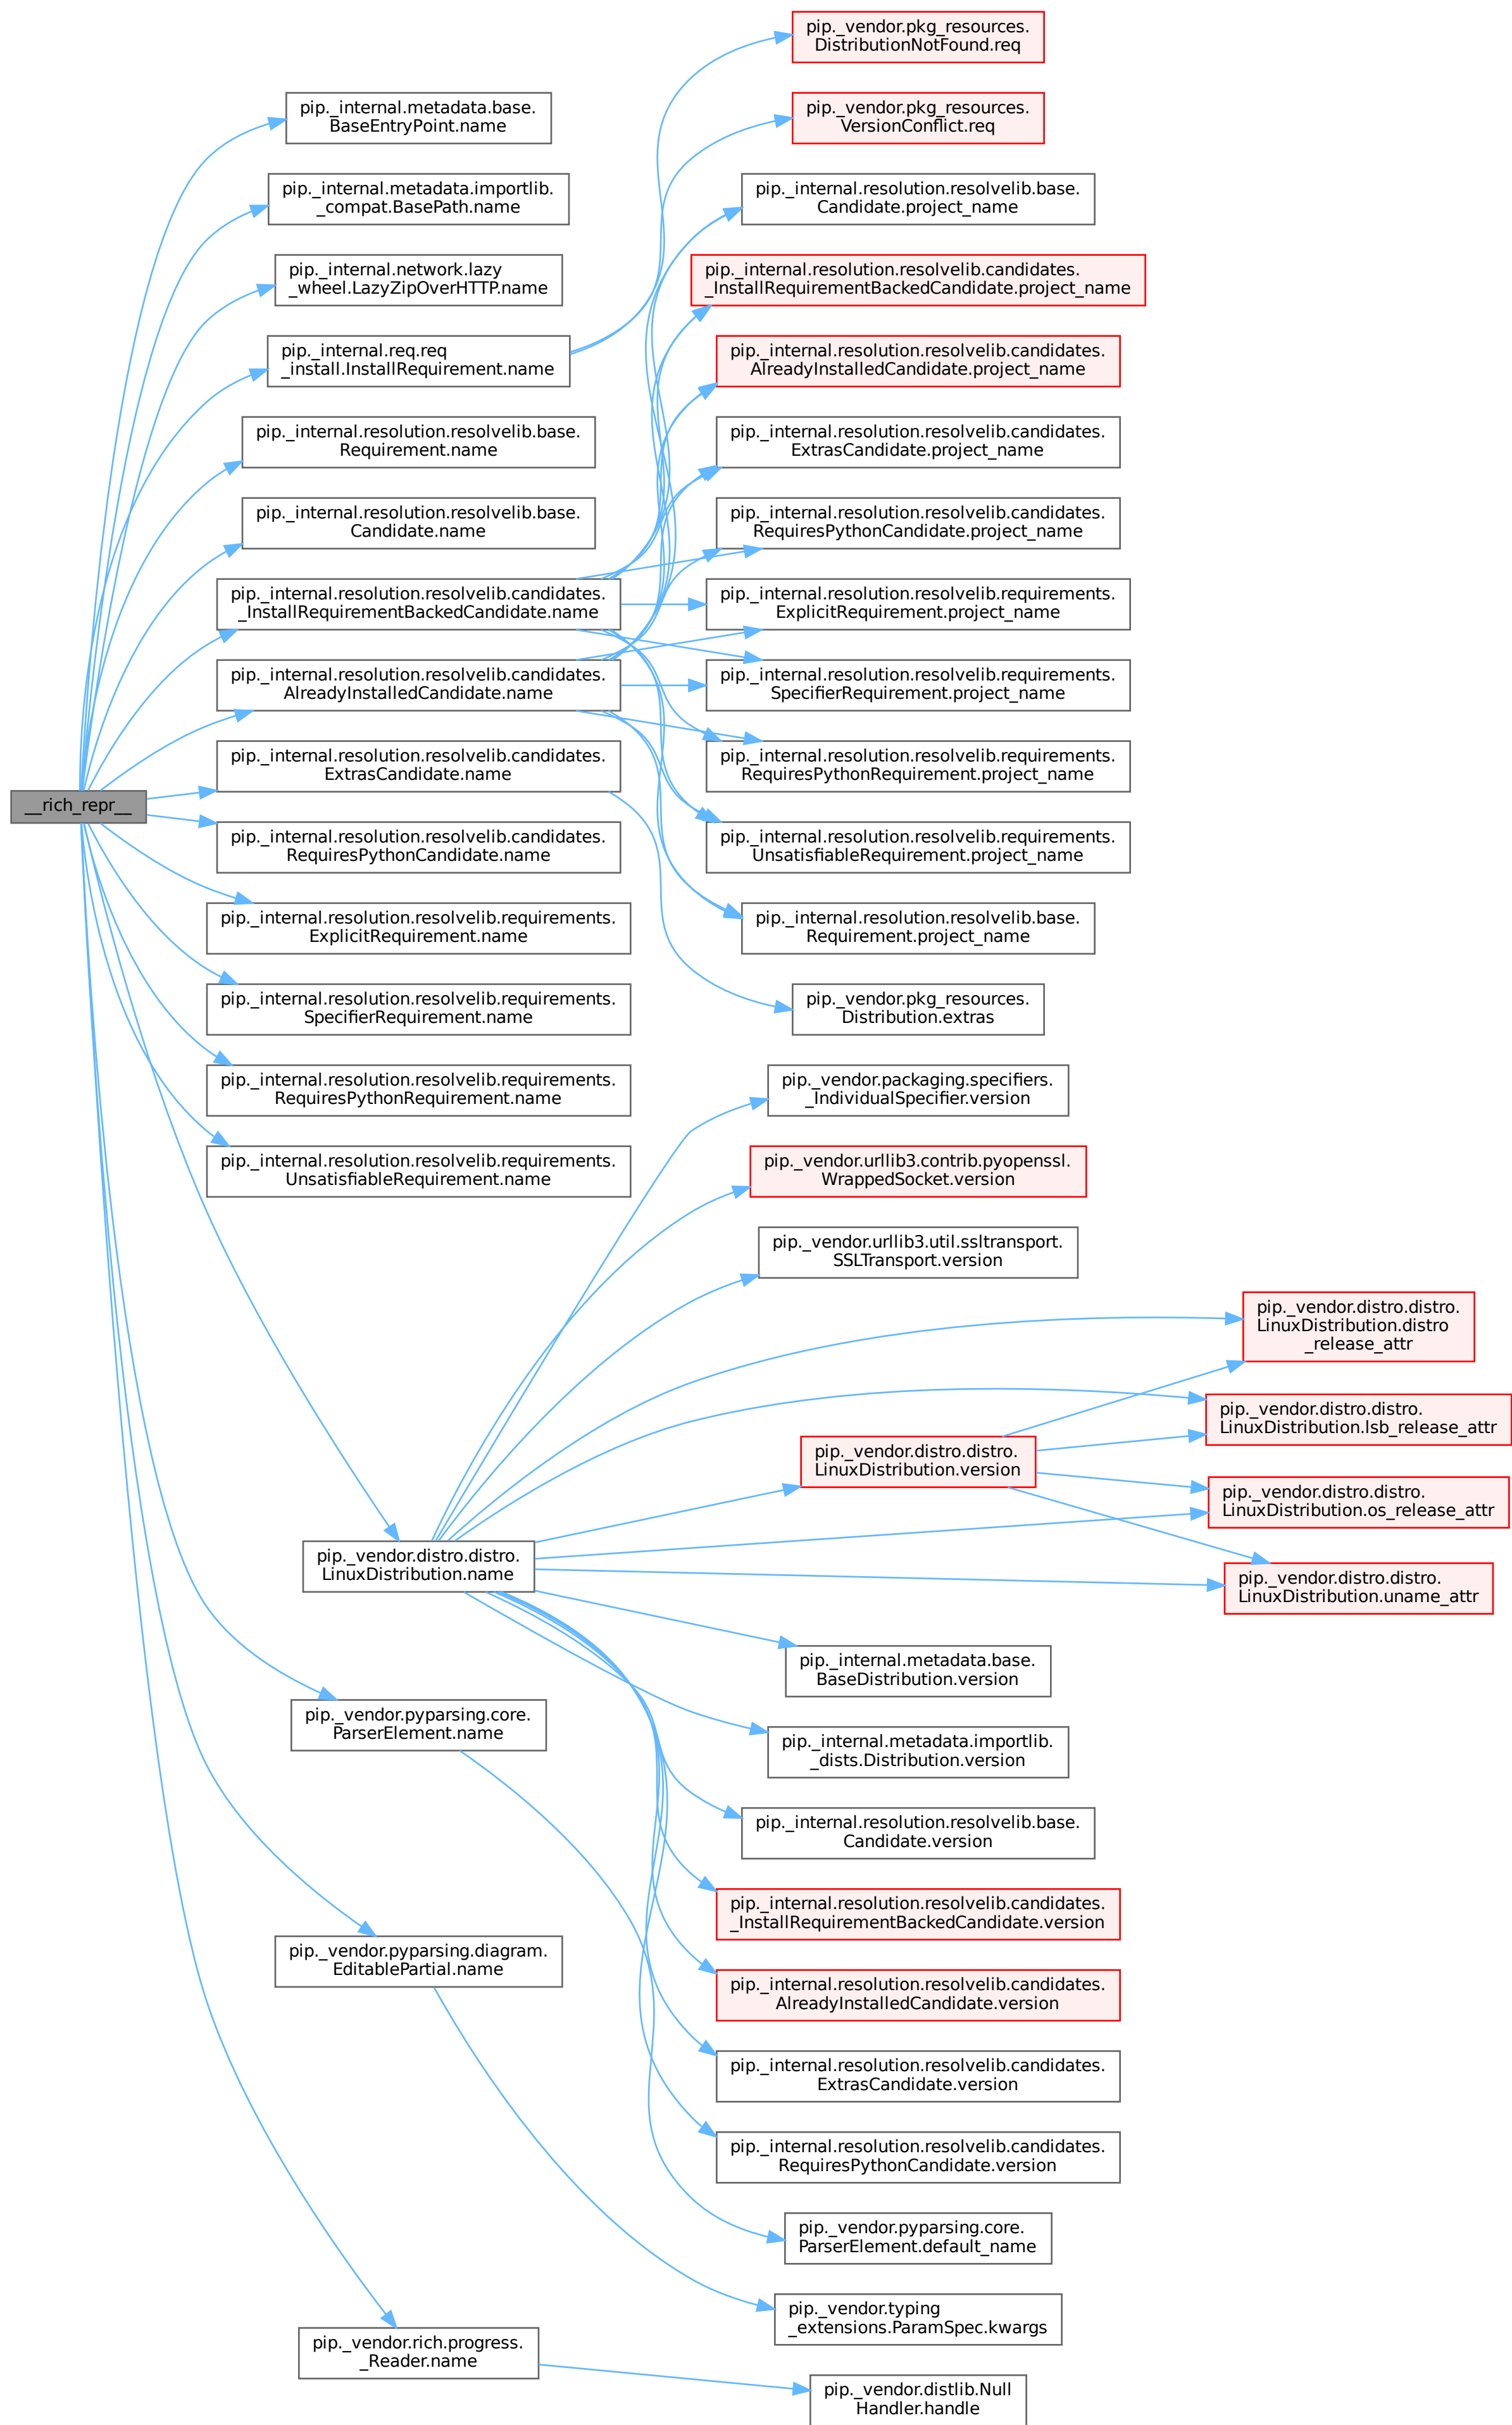 __rich_repr__
pip._internal.metadata.base.
BaseEntryPoint.name
pip._internal.metadata.importlib.
_compat.BasePath.name
pip._internal.network.lazy
_wheel.LazyZipOverHTTP.name
pip._internal.req.req
_install.InstallRequirement.name
pip._internal.resolution.resolvelib.base.
Requirement.name
pip._internal.resolution.resolvelib.base.
Candidate.name
pip._internal.resolution.resolvelib.candidates.
_InstallRequirementBackedCandidate.name
pip._internal.resolution.resolvelib.candidates.
AlreadyInstalledCandidate.name
pip._internal.resolution.resolvelib.candidates.
ExtrasCandidate.name
pip._internal.resolution.resolvelib.candidates.
RequiresPythonCandidate.name
pip._internal.resolution.resolvelib.requirements.
ExplicitRequirement.name
pip._internal.resolution.resolvelib.requirements.
SpecifierRequirement.name
pip._internal.resolution.resolvelib.requirements.
RequiresPythonRequirement.name
pip._internal.resolution.resolvelib.requirements.
UnsatisfiableRequirement.name
pip._vendor.distro.distro.
LinuxDistribution.name
pip._vendor.pyparsing.core.
ParserElement.name
pip._vendor.pyparsing.diagram.
EditablePartial.name
pip._vendor.rich.progress.
_Reader.name
pip._vendor.pkg_resources.
DistributionNotFound.req
pip._vendor.pkg_resources.
VersionConflict.req
pip._internal.resolution.resolvelib.base.
Candidate.project_name
pip._internal.resolution.resolvelib.candidates.
_InstallRequirementBackedCandidate.project_name
pip._internal.resolution.resolvelib.candidates.
AlreadyInstalledCandidate.project_name
pip._internal.resolution.resolvelib.candidates.
ExtrasCandidate.project_name
pip._internal.resolution.resolvelib.candidates.
RequiresPythonCandidate.project_name
pip._internal.resolution.resolvelib.requirements.
ExplicitRequirement.project_name
pip._internal.resolution.resolvelib.requirements.
SpecifierRequirement.project_name
pip._internal.resolution.resolvelib.requirements.
RequiresPythonRequirement.project_name
pip._internal.resolution.resolvelib.requirements.
UnsatisfiableRequirement.project_name
pip._internal.resolution.resolvelib.base.
Requirement.project_name
pip._vendor.pkg_resources.
Distribution.extras
pip._vendor.packaging.specifiers.
_IndividualSpecifier.version
pip._vendor.urllib3.contrib.pyopenssl.
WrappedSocket.version
pip._vendor.urllib3.util.ssltransport.
SSLTransport.version
pip._vendor.distro.distro.
LinuxDistribution.version
pip._internal.metadata.base.
BaseDistribution.version
pip._internal.metadata.importlib.
_dists.Distribution.version
pip._internal.resolution.resolvelib.base.
Candidate.version
pip._internal.resolution.resolvelib.candidates.
_InstallRequirementBackedCandidate.version
pip._internal.resolution.resolvelib.candidates.
AlreadyInstalledCandidate.version
pip._internal.resolution.resolvelib.candidates.
ExtrasCandidate.version
pip._internal.resolution.resolvelib.candidates.
RequiresPythonCandidate.version
pip._vendor.pyparsing.core.
ParserElement.default_name
pip._vendor.typing
_extensions.ParamSpec.kwargs
pip._vendor.distlib.Null
Handler.handle
pip._vendor.distro.distro.
LinuxDistribution.distro
_release_attr
pip._vendor.distro.distro.
LinuxDistribution.lsb_release_attr
pip._vendor.distro.distro.
LinuxDistribution.os_release_attr
pip._vendor.distro.distro.
LinuxDistribution.uname_attr